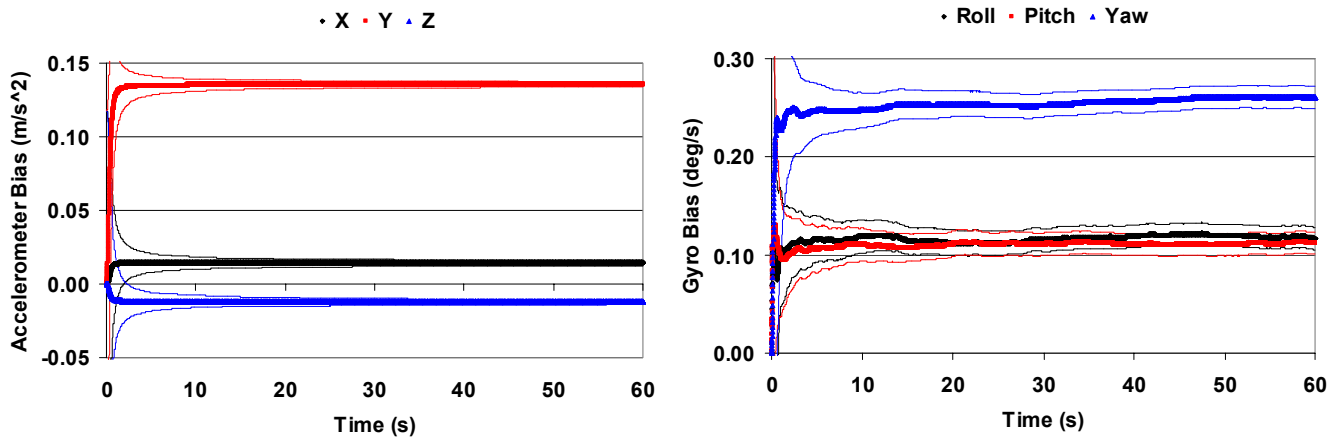 X Y Z
Accelerometer Bias (m/s^2)
0.15
0.10
0.05
0.00
-0.05
0 10 20 30 40 50 60
Time (s)
Roll Pitch Yaw
Gyro Bias (deg/s)
0.30
0.20
0.10
0.00
0 10 20 30 40 50 60
Time (s)